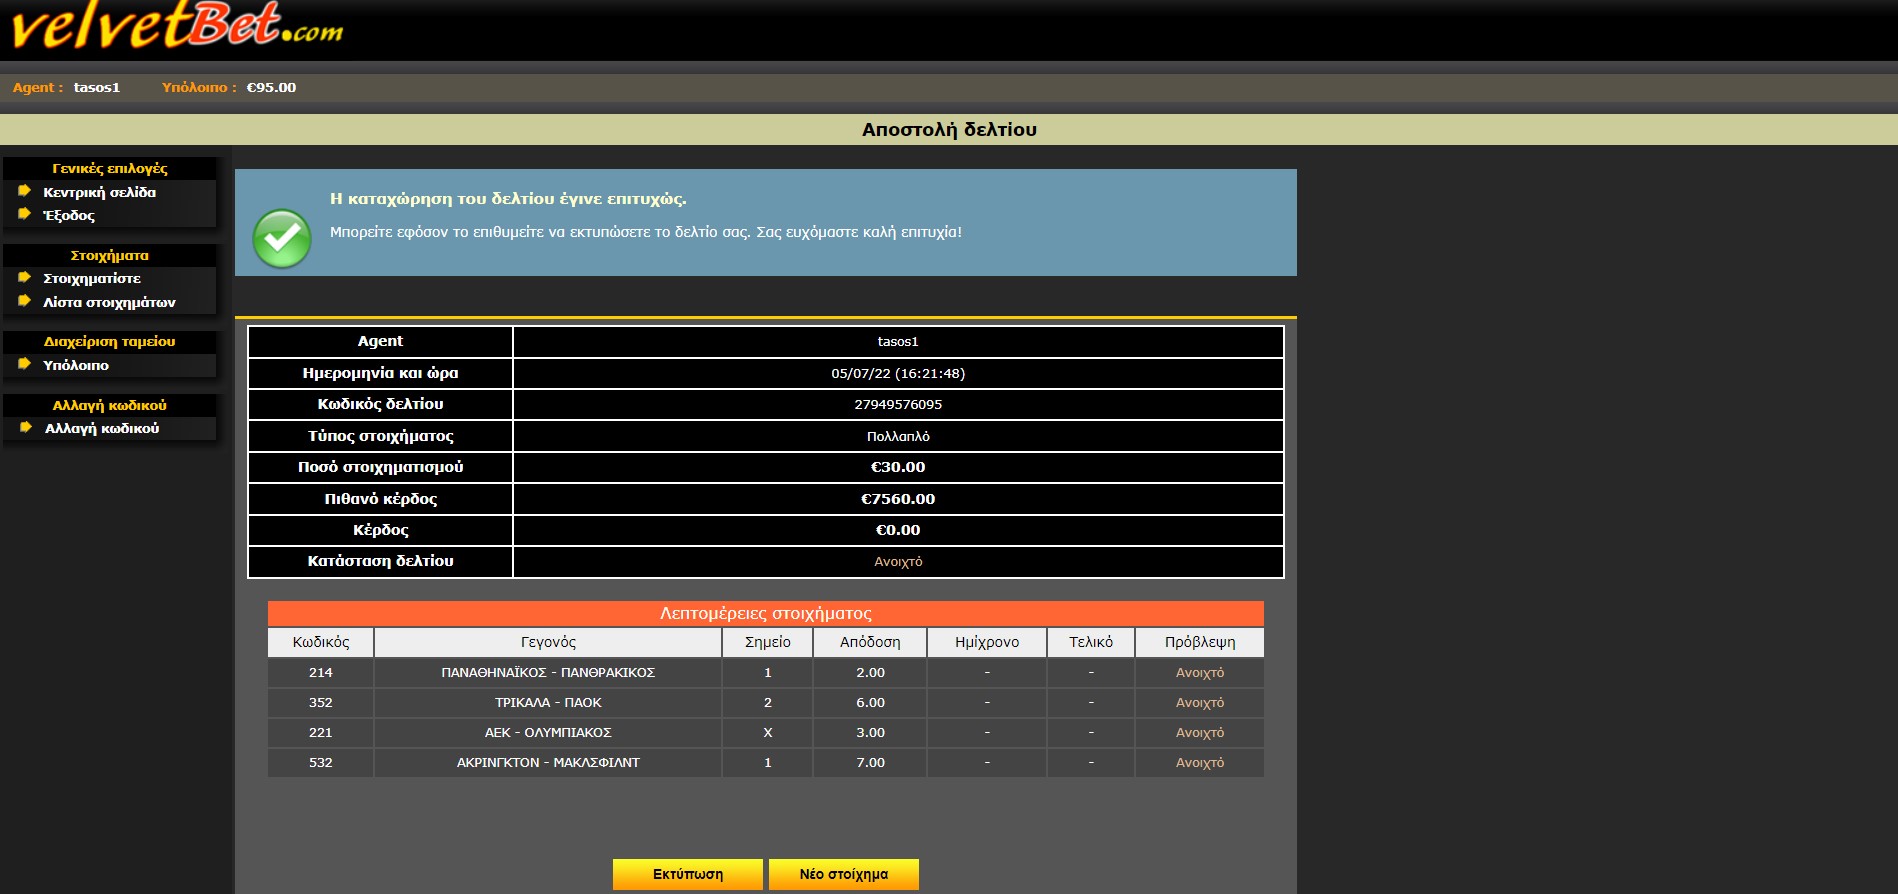 velvetBet.com
Agent : tasos1 Υπόλοιπο : €95.00
Αποστολή δελτίου
Γενικές επιλογές
Κεντρική σελίδα
Έξοδος
Στοιχήματα
Στοιχηματίστε
Λίστα στοιχημάτων
Διαχείριση ταμείου
Υπόλοιπο
Αλλαγή κωδικού
Αλλαγή κωδικού
Η καταχώρηση του δελτίου έγινε επιτυχώς.
Μπορείτε εφόσον το επιθυμείτε να εκτυπώσετε το δελτίο σας. Σας ευχόμαστε καλή επιτυχία!
Agent tasos1
Ημερομηνία και ώρα 05/07/22 (16:21:48)
Κωδικός δελτίου 27949576095
Τύπος στοιχήματος Πολλαπλό
Ποσό στοιχηματισμού €30.00
Πιθανό κέρδος €7560.00
Κέρδος €0.00
Κατάσταση δελτίου Ανοιχτό
Λεπτομέρειες στοιχήματος
Κωδικός Γεγονός Σημείο Απόδοση Ημίχρονο Τελικό Πρόβλεψη
214 ΠΑΝΑΘΗΝΑΪΚΟΣ - ΠΑΝΘΡΑΚΙΚΟΣ 1 2.00 - - Ανοιχτό
352 ΤΡΙΚΑΛΑ - ΠΑΟΚ 2 6.00 - - Ανοιχτό
221 ΑΕΚ - ΟΛΥΜΠΙΑΚΟΣ X 3.00 - - Ανοιχτό
532 ΑΚΡΙΝΓΚΤΟΝ - ΜΑΚΛΣΦΙΛΝΤ 1 7.00 - - Ανοιχτό
Εκτύπωση Νέο στοίχημα